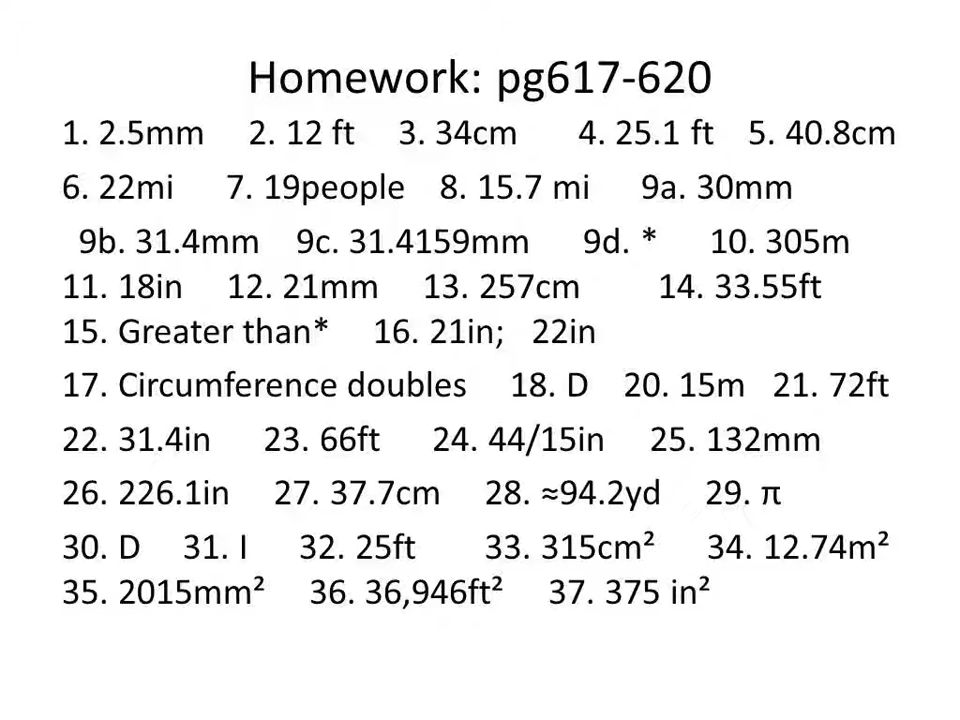 Homework: pg617-620
1. 2.5mm 2. 12 ft 3. 34cm 4. 25.1 ft 5. 40.8cm
6. 22mi 7. 19people 8. 15.7 mi 9a. 30mm
9b. 31.4mm 9c. 31.4159mm 9d. * 10. 305m
11. 18in 12. 21mm 13. 257cm 14. 33.55ft
15. Greater than* 16. 21in; 22in
17. Circumference doubles 18. D 20. 15m 21. 72ft
22. 31.4in 23. 66ft 24. 44/15in 25. 132mm
26. 226.1in 27. 37.7cm 28. ≈94.2yd 29. π
30. D 31. I 32. 25ft 33. 315cm² 34. 12.74m²
35. 2015mm² 36. 36,946ft² 37. 375 in²